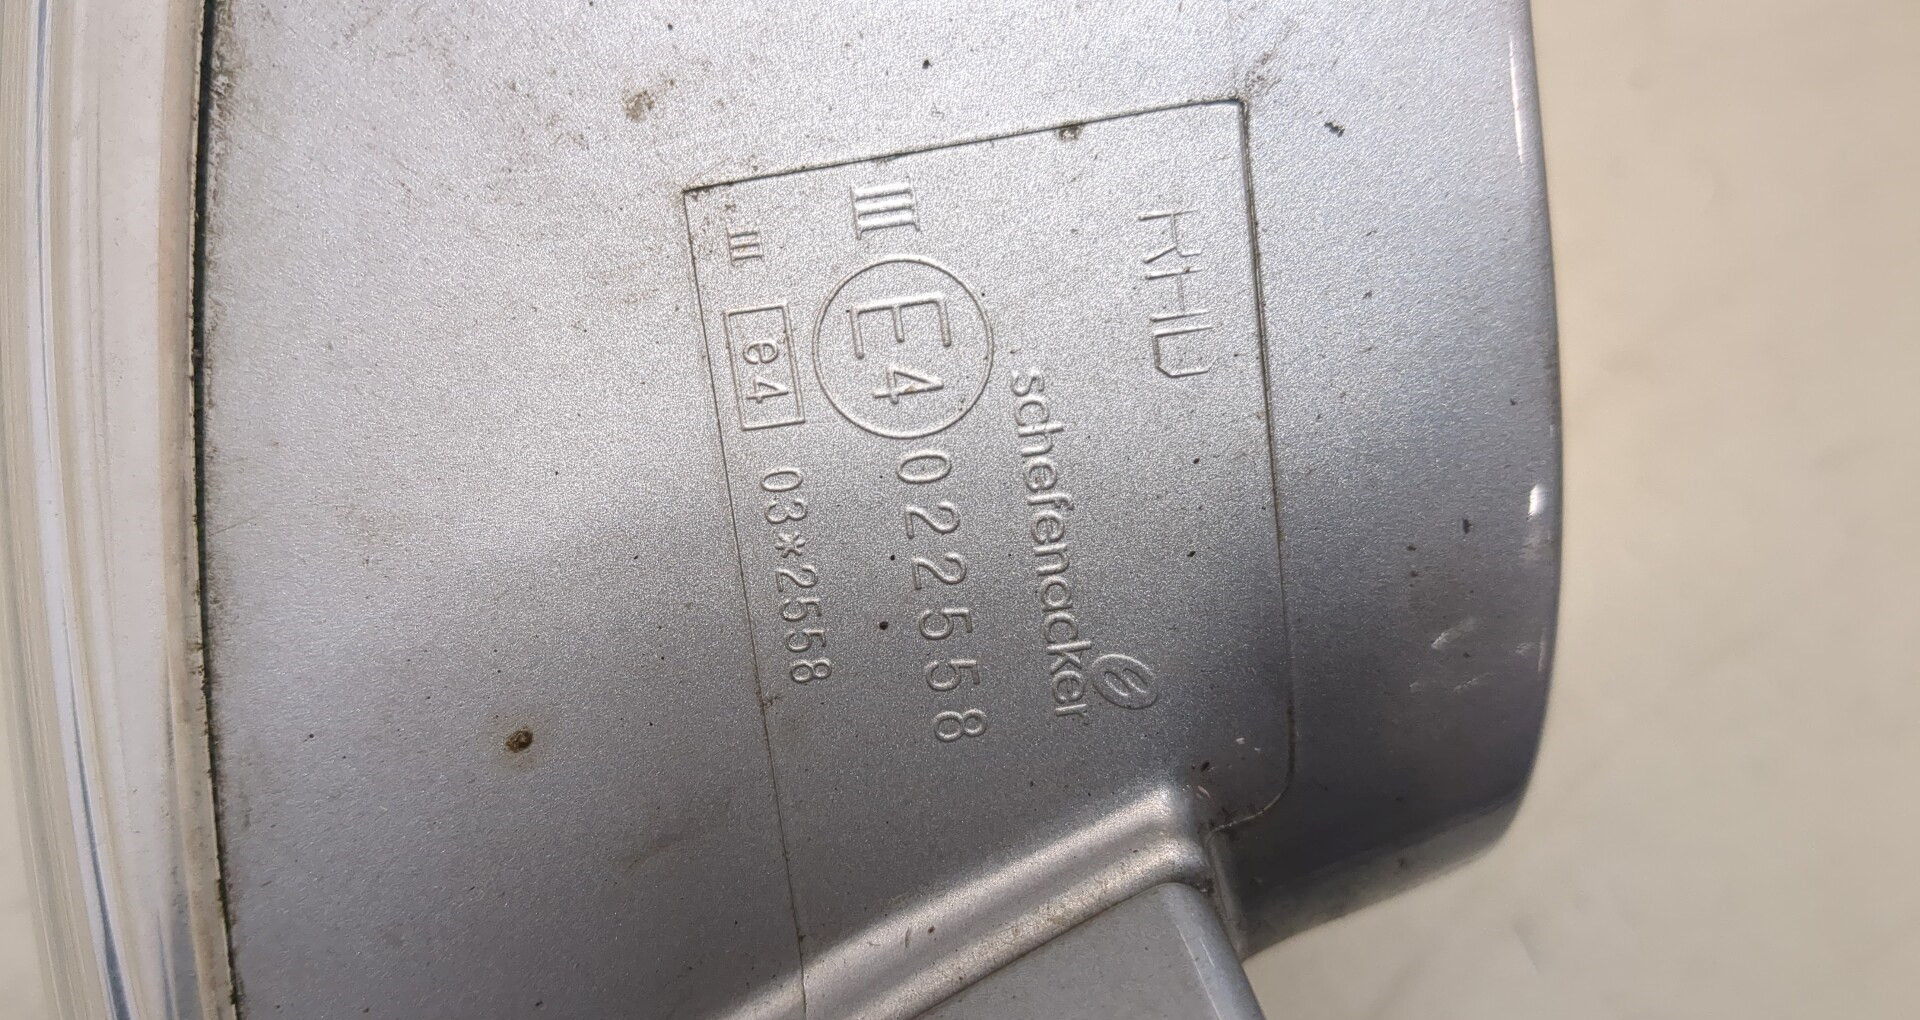 RHD
schefenacker
III E4 022558
III e4 03*2558